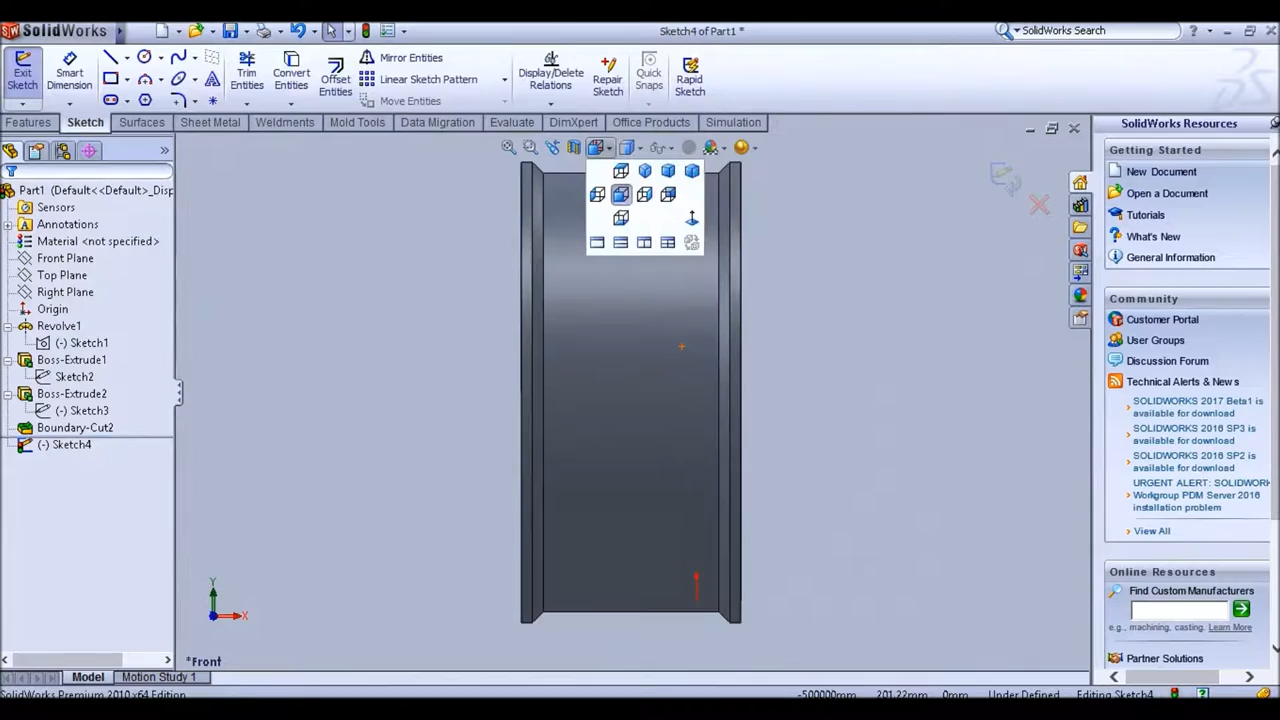 SolidWorks
Sketch4 of Part1 *
SolidWorks Search
Exit Sketch
Smart Dimension
Trim Entities
Convert Entities
Offset Entities
Mirror Entities
Linear Sketch Pattern
Move Entities
Display/Delete Relations
Repair Sketch
Quick Snaps
Rapid Sketch
Features
Sketch
Surfaces
Sheet Metal
Weldments
Mold Tools
Data Migration
Evaluate
DimXpert
Office Products
Simulation
Part1 (Default<<Default>_Disp
Sensors
Annotations
Material <not specified>
Front Plane
Top Plane
Right Plane
Origin
Revolve1
(-) Sketch1
Boss-Extrude1
Sketch2
Boss-Extrude2
(-) Sketch3
Boundary-Cut2
(-) Sketch4
Y
X
*Front
SolidWorks Resources
Getting Started
New Document
Open a Document
Tutorials
What's New
General Information
Community
Customer Portal
User Groups
Discussion Forum
Technical Alerts & News
SOLIDWORKS 2017 Beta1 is
available for download
SOLIDWORKS 2016 SP3 is
available for download
SOLIDWORKS 2016 SP2 is
available for download
URGENT ALERT: SOLIDWORK
Workgroup PDM Server 2016
installation problem
View All
Online Resources
Find Custom Manufacturers
e.g., machining, casting. Learn More
Partner Solutions
Model
Motion Study 1
SolidWorks Premium 2010 x64 Edition
-500000mm
201.22mm
0mm
Under Defined
Editing Sketch4